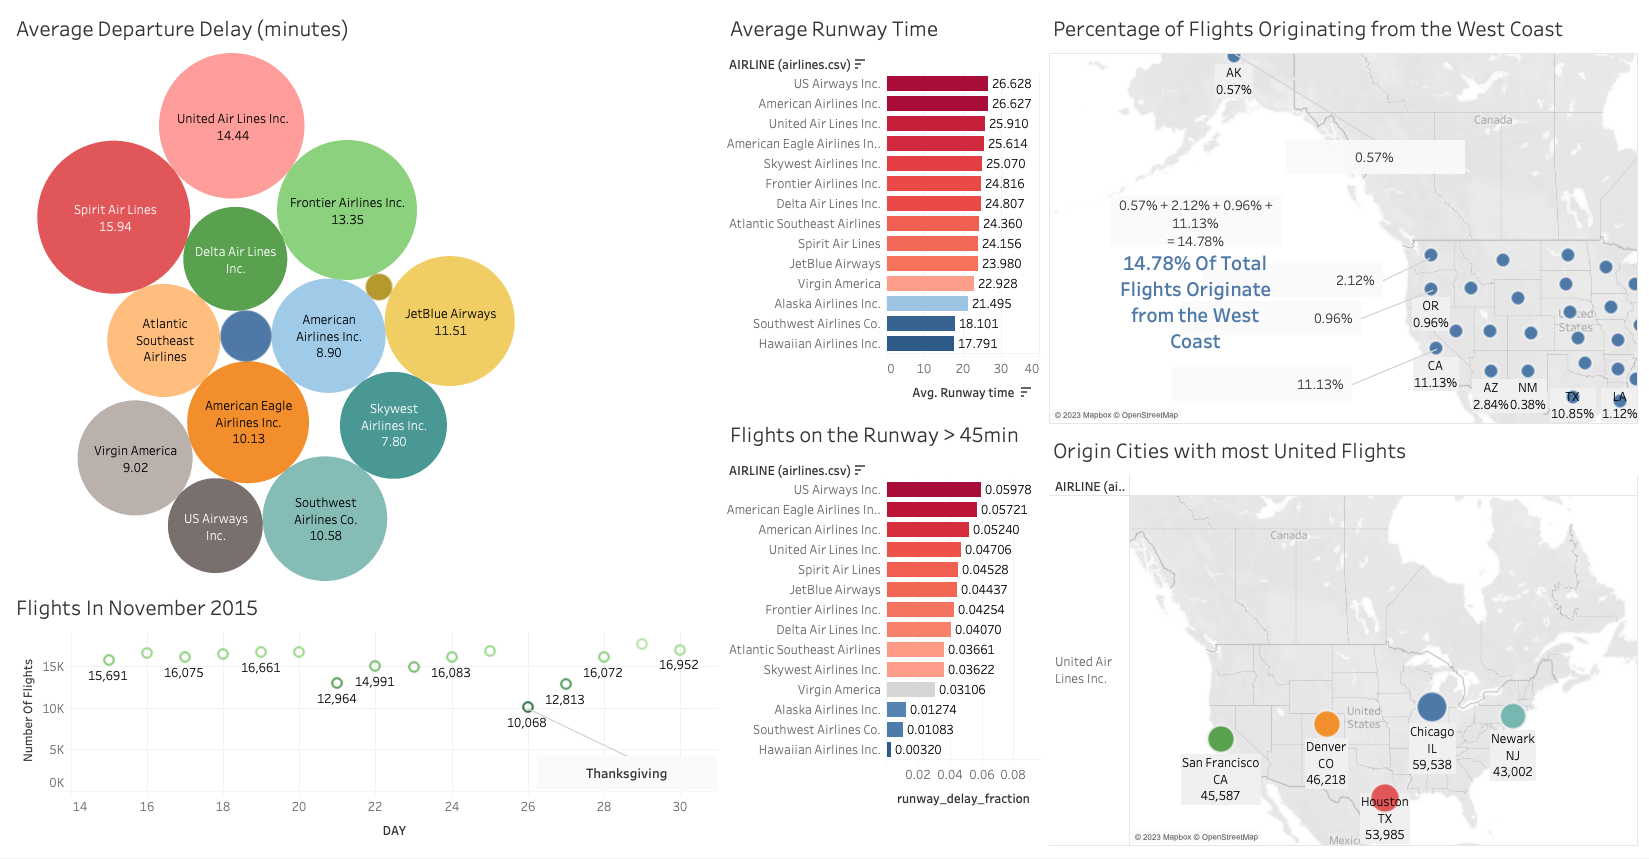 Average Departure Delay (minutes)
United Air Lines Inc.
14.44
Spirit Air Lines
15.94
Frontier Airlines Inc.
13.35
Delta Air Lines
Inc.
JetBlue Airways
11.51
Atlantic
Southeast
Airlines
American
Airlines Inc.
8.90
American Eagle
Airlines Inc.
10.13
Skywest
Airlines Inc.
7.80
Virgin America
9.02
US Airways
Inc.
Southwest
Airlines Co.
10.58
Flights In November 2015
Number Of Flights
15K
10K
5K
0K
15,691
16,075
16,661
12,964
14,991
16,083
10,068
12,813
16,072
16,952
Thanksgiving
14
16
18
20
22
24
26
28
30
DAY
Average Runway Time
AIRLINE (airlines.csv)
US Airways Inc. 26.628
American Airlines Inc. 26.627
United Air Lines Inc. 25.910
American Eagle Airlines In.. 25.614
Skywest Airlines Inc. 25.070
Frontier Airlines Inc. 24.816
Delta Air Lines Inc. 24.807
Atlantic Southeast Airlines 24.360
Spirit Air Lines 24.156
JetBlue Airways 23.980
Virgin America 22.928
Alaska Airlines Inc. 21.495
Southwest Airlines Co. 18.101
Hawaiian Airlines Inc. 17.791
0 10 20 30 40
Avg. Runway time
Flights on the Runway > 45min
AIRLINE (airlines.csv)
US Airways Inc. 0.05978
American Eagle Airlines In.. 0.05721
American Airlines Inc. 0.05240
United Air Lines Inc. 0.04706
Spirit Air Lines 0.04528
JetBlue Airways 0.04437
Frontier Airlines Inc. 0.04254
Delta Air Lines Inc. 0.04070
Atlantic Southeast Airlines 0.03661
Skywest Airlines Inc. 0.03622
Virgin America 0.03106
Alaska Airlines Inc. 0.01274
Southwest Airlines Co. 0.01083
Hawaiian Airlines Inc. 0.00320
0.02 0.04 0.06 0.08
runway_delay_fraction
Percentage of Flights Originating from the West Coast
AK
0.57%
Canada
0.57%
0.57% + 2.12% + 0.96% +
11.13%
= 14.78%
14.78% Of Total
Flights Originate
from the West
Coast
2.12%
0.96%
11.13%
OR
0.96%
United
States
CA
11.13%
AZ
2.84%
NM
0.38%
TX
10.85%
LA
1.12%
© 2023 Mapbox © OpenStreetMap
Origin Cities with most United Flights
AIRLINE (ai..
United Air
Lines Inc.
Canada
United
States
San Francisco
CA
45,587
Denver
CO
46,218
Chicago
IL
59,538
Newark
NJ
43,002
Houston
TX
53,985
Mexico
© 2023 Mapbox © OpenStreetMap